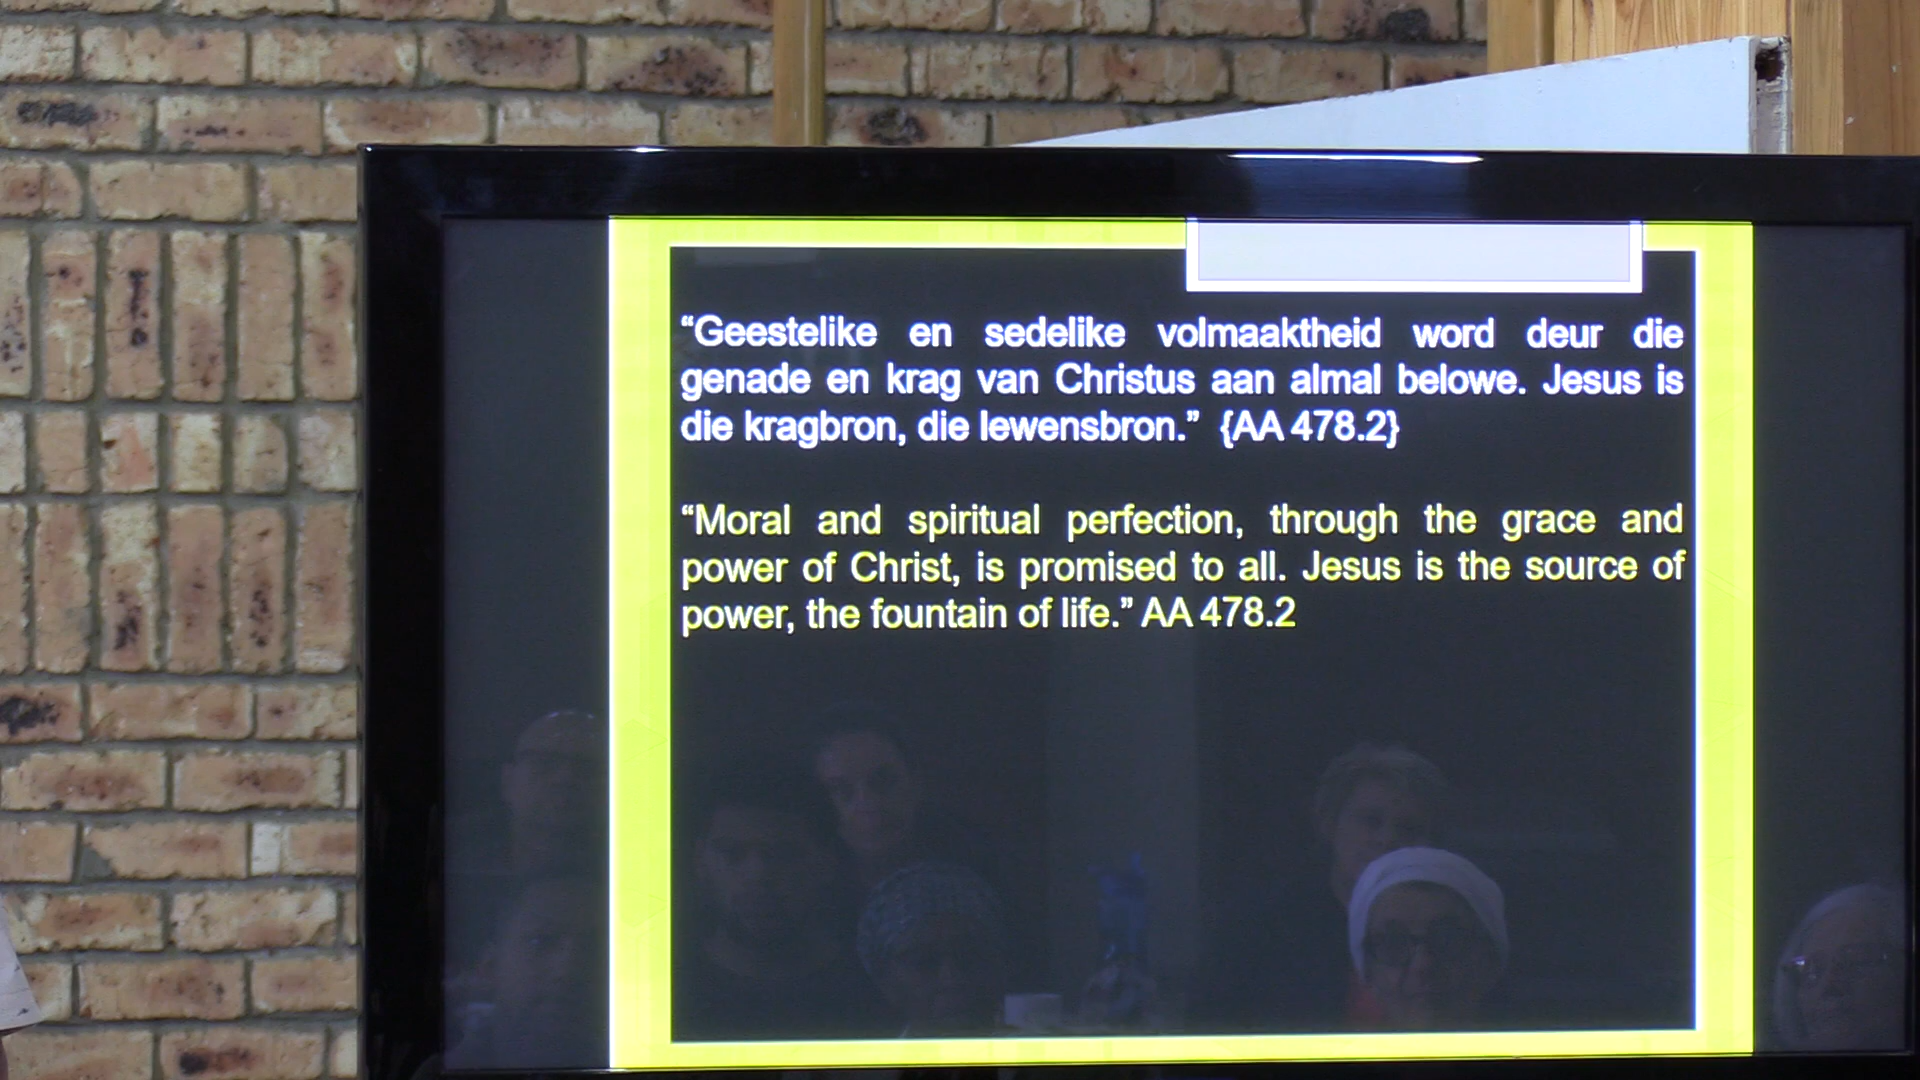 “Geestelike en sedelike volmaaktheid word deur die
genade en krag van Christus aan almal belowe. Jesus is
die kragbron, die lewensbron.” {AA 478.2}
“Moral and spiritual perfection, through the grace and
power of Christ, is promised to all. Jesus is the source of
power, the fountain of life.” AA 478.2